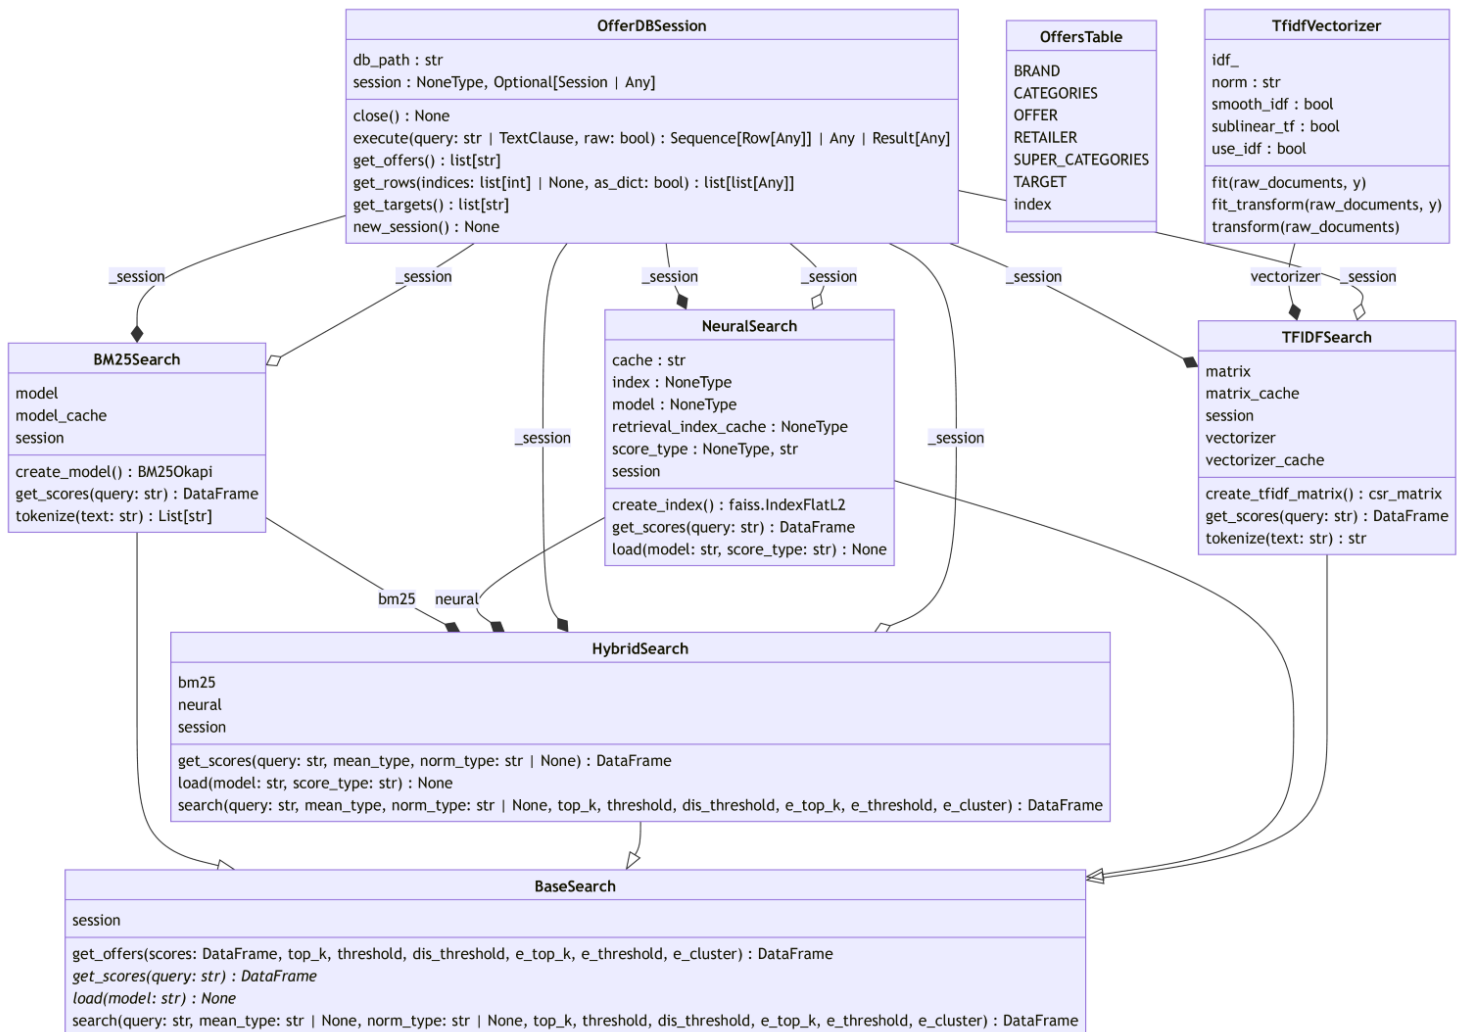 OfferDBSession
db_path : str
session : NoneType, Optional[Session | Any]
close() : None
execute(query: str | TextClause, raw: bool) : Sequence[Row[Any]] | Any | Result[Any]
get_offers() : list[str]
get_rows(indices: list[int] | None, as_dict: bool) : list[list[Any]]
get_targets() : list[str]
new_session() : None
OffersTable
BRAND
CATEGORIES
OFFER
RETAILER
SUPER_CATEGORIES
TARGET
index
TfidfVectorizer
idf_
norm : str
smooth_idf : bool
sublinear_tf : bool
use_idf : bool
fit(raw_documents, y)
fit_transform(raw_documents, y)
transform(raw_documents)
_session
_session
_session
_session
_session
vectorizer
_session
BM25Search
model
model_cache
session
create_model() : BM25Okapi
get_scores(query: str) : DataFrame
tokenize(text: str) : List[str]
NeuralSearch
cache : str
index : NoneType
model : NoneType
retrieval_index_cache : NoneType
score_type : NoneType, str
session
create_index() : faiss.IndexFlatL2
get_scores(query: str) : DataFrame
load(model: str, score_type: str) : None
TFIDFSearch
matrix
matrix_cache
session
vectorizer
vectorizer_cache
create_tfidf_matrix() : csr_matrix
get_scores(query: str) : DataFrame
tokenize(text: str) : str
_session
_session
bm25
neural
HybridSearch
bm25
neural
session
get_scores(query: str, mean_type, norm_type: str | None) : DataFrame
load(model: str, score_type: str) : None
search(query: str, mean_type, norm_type: str | None, top_k, threshold, dis_threshold, e_top_k, e_threshold, e_cluster) : DataFrame
BaseSearch
session
get_offers(scores: DataFrame, top_k, threshold, dis_threshold, e_top_k, e_threshold, e_cluster) : DataFrame
get_scores(query: str) : DataFrame
load(model: str) : None
search(query: str, mean_type: str | None, norm_type: str | None, top_k, threshold, dis_threshold, e_top_k, e_threshold, e_cluster) : DataFrame